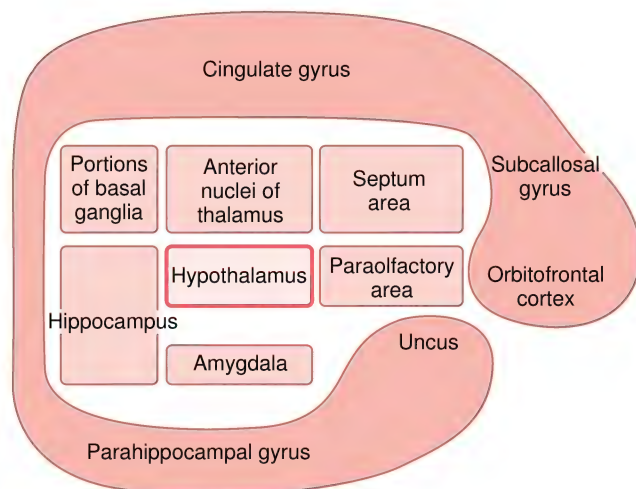 Cingulate gyrus
Portions
of basal
ganglia
Anterior
nuclei of
thalamus
Septum
area
Subcallosal
gyrus
Hypothalamus
Paraolfactory
area
Orbitofrontal
cortex
Hippocampus
Uncus
Amygdala
Parahippocampal gyrus